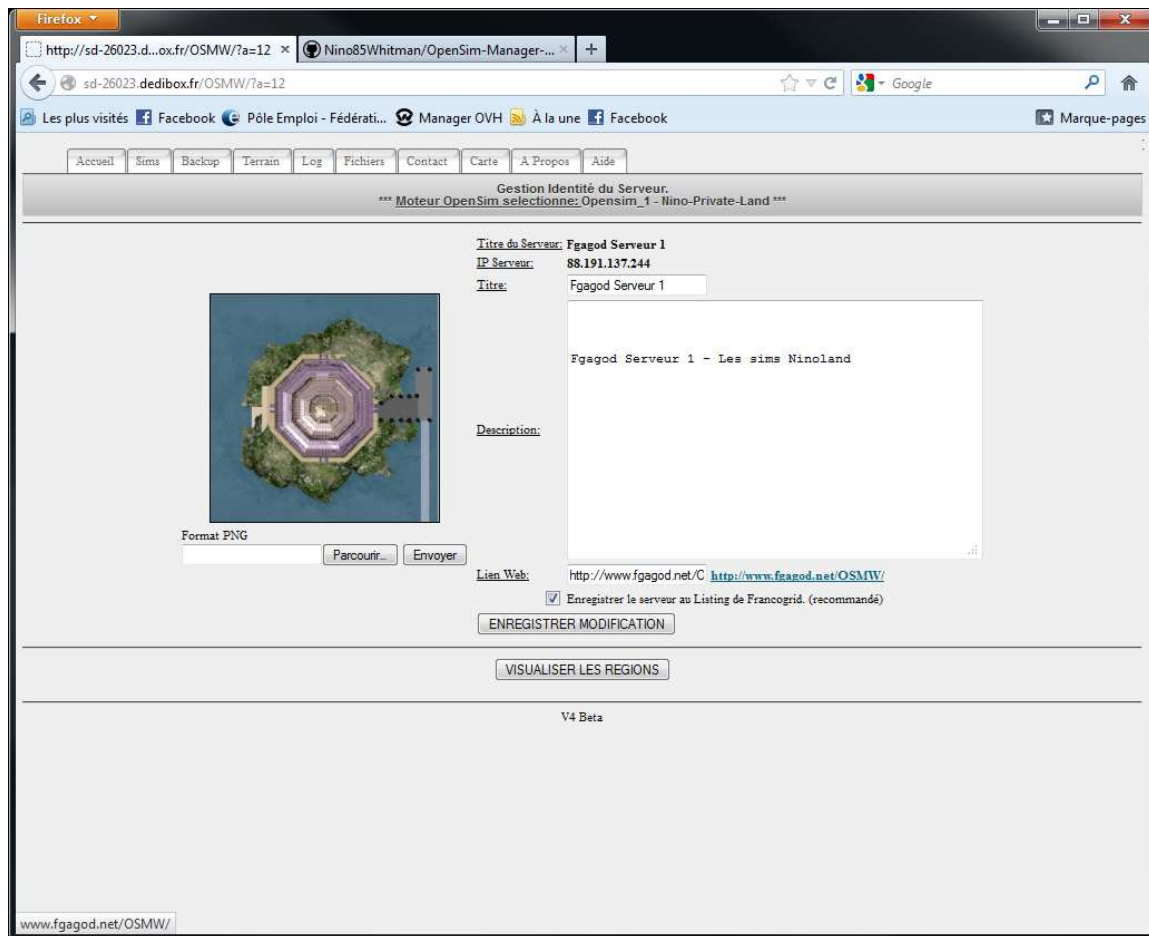 Firefox
http://sd-26023.d...ox.fr/OSMW/?a=12
Nino85Whitman/OpenSim-Manager-...
sd-26023.dedibox.fr/OSMW/?a=12
Google
Les plus visités Facebook Pôle Emploi - Fédérati... Manager OVH À la une Facebook Marque-pages
Accueil Sims Backup Terrain Log Fichiers Contact Carte A Propos Aide
Gestion Identité du Serveur.
*** Moteur OpenSim selectionne: Opensim_1 - Nino-Private-Land ***
Titre du Serveur: Fgagod Serveur 1
IP Serveur: 88.191.137.244
Titre: Fgagod Serveur 1
Fgagod Serveur 1 - Les sims Ninoland
Description:
Format PNG
Parcourir... Envoyer
Lien Web: http://www.fgagod.net/C http://www.fgagod.net/OSMW/
Enregistrer le serveur au Listing de Francogrid. (recommandé)
ENREGISTRER MODIFICATION
VISUALISER LES REGIONS
V4 Beta
www.fgagod.net/OSMW/